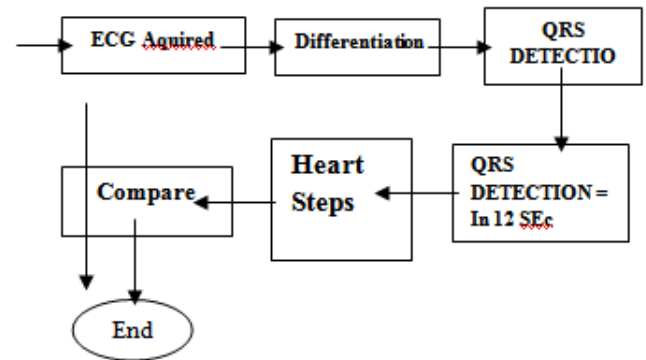 ECG Aquired
Differentiation
QRS
DETECTIO
QRS
DETECTION =
In 12 SEc
Heart
Steps
Compare
End